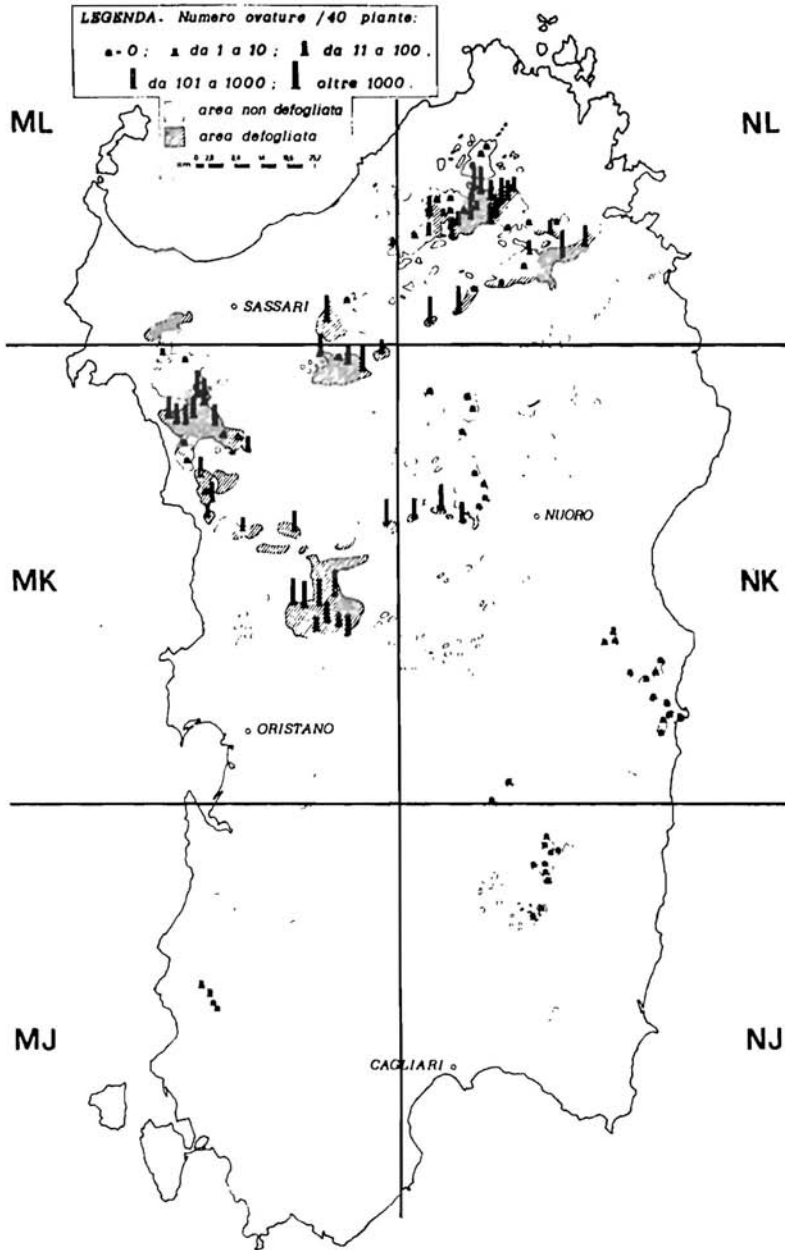 LEGENDA. Numero ovature /40 piante:
- 0; da 1 a 10; da 11 a 100.
da 101 a 1000; oltre 1000.
area non defogliata
area defogliata
ML
NL
SASSARI
NUORO
MK
NK
ORISTANO
MJ
NJ
CAGLIARI